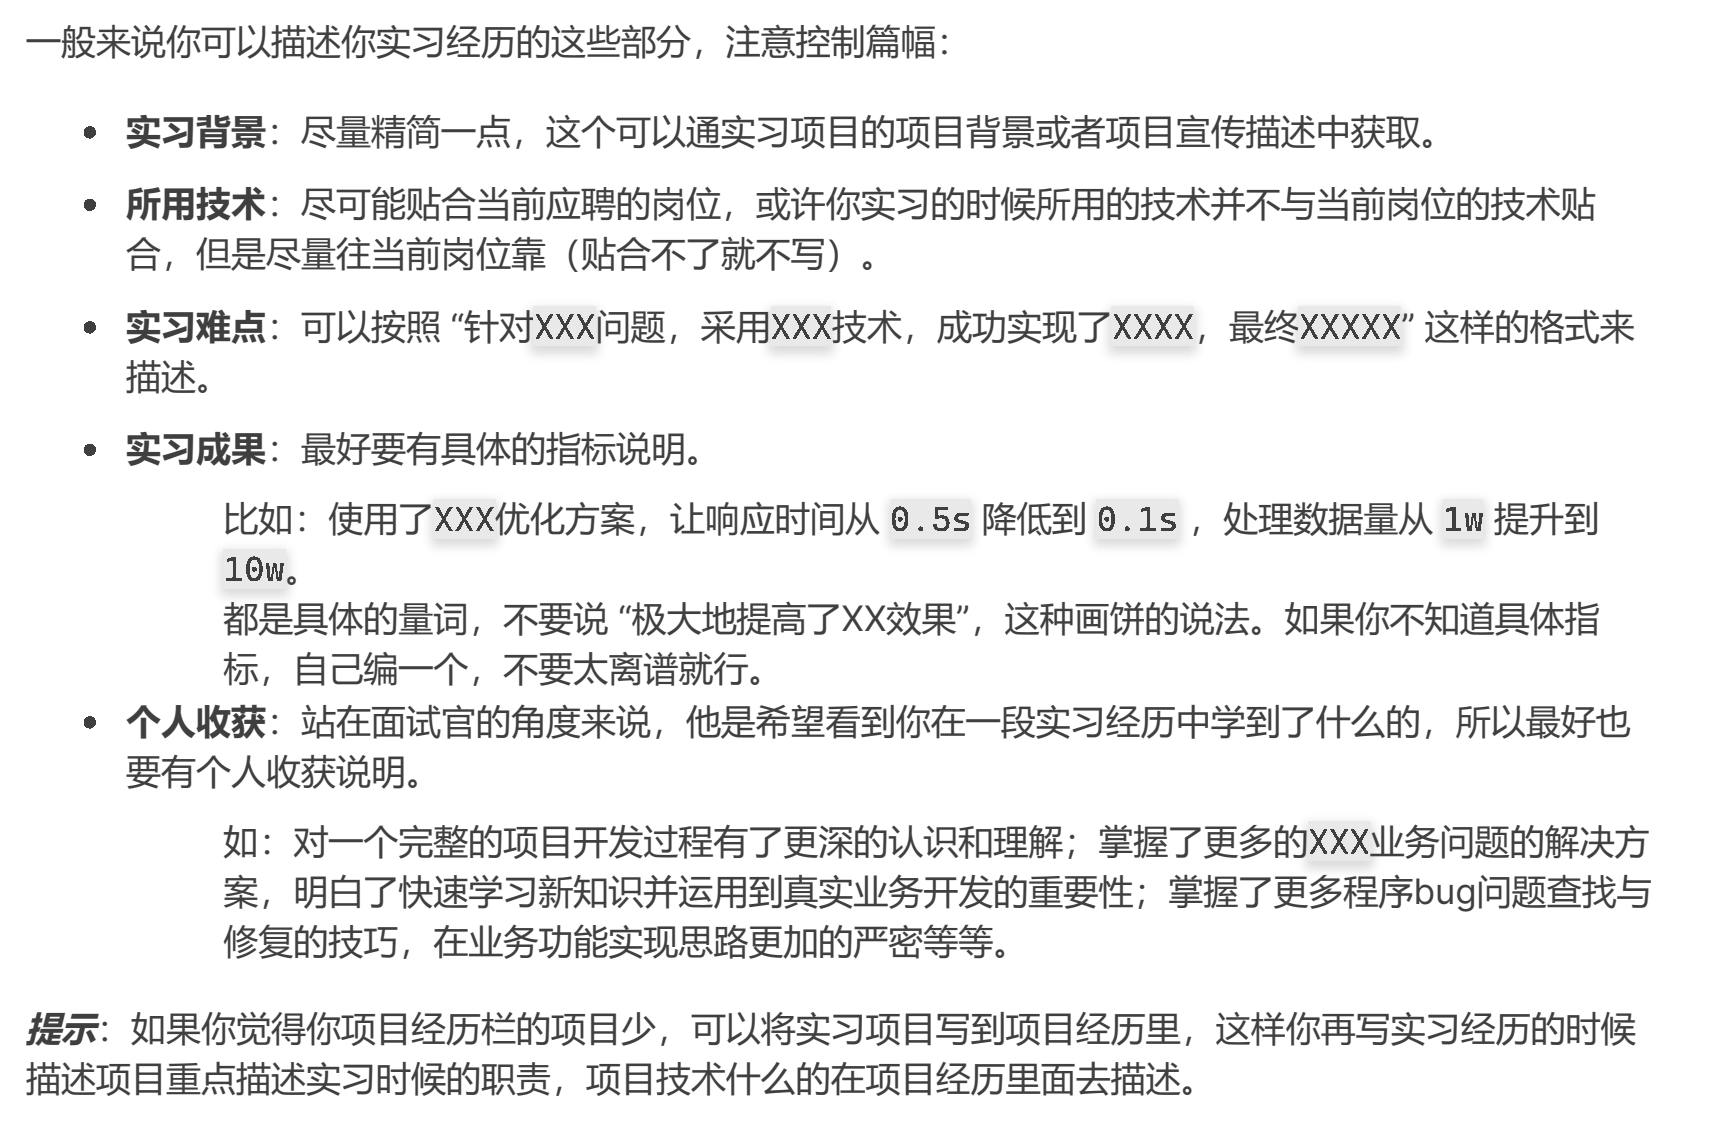 一般来说你可以描述你实习经历的这些部分，注意控制篇幅：
• 实习背景：尽量精简一点，这个可以通实习项目的项目背景或者项目宣传描述中获取。
• 所用技术：尽可能贴合当前应聘的岗位，或许你实习的时候所用的技术并不与当前岗位的技术贴
合，但是尽量往当前岗位靠（贴合不了就不写）。
• 实习难点：可以按照 “针对XXX问题，采用XXX技术，成功实现了XXXX，最终XXXXX” 这样的格式来
描述。
• 实习成果：最好要有具体的指标说明。
比如：使用了XXX优化方案，让响应时间从 0.5s 降低到 0.1s ，处理数据量从 1w 提升到
10w。
都是具体的量词，不要说 “极大地提高了XX效果”，这种画饼的说法。如果你不知道具体指
标，自己编一个，不要太离谱就行。
• 个人收获：站在面试官的角度来说，他是希望看到你在一段实习经历中学到了什么的，所以最好也
要有个人收获说明。
如：对一个完整的项目开发过程有了更深的认识和理解；掌握了更多的XXX业务问题的解决方
案，明白了快速学习新知识并运用到真实业务开发的重要性；掌握了更多程序bug问题查找与
修复的技巧，在业务功能实现思路更加的严密等等。
提示：如果你觉得你项目经历栏的项目少，可以将实习项目写到项目经历里，这样你再写实习经历的时候
描述项目重点描述实习时候的职责，项目技术什么的在项目经历里面去描述。